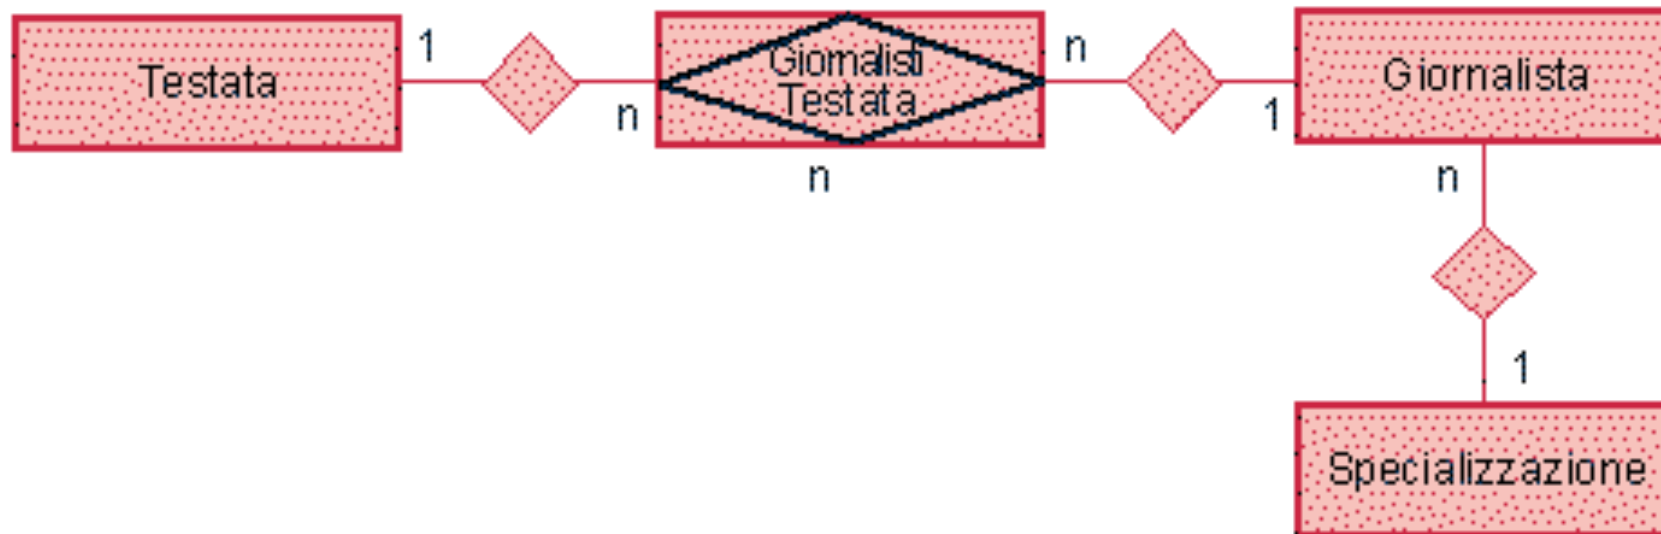 Testata
1
n
Giornalisti
Testata
n
n
1
Giornalista
n
1
Specializzazione